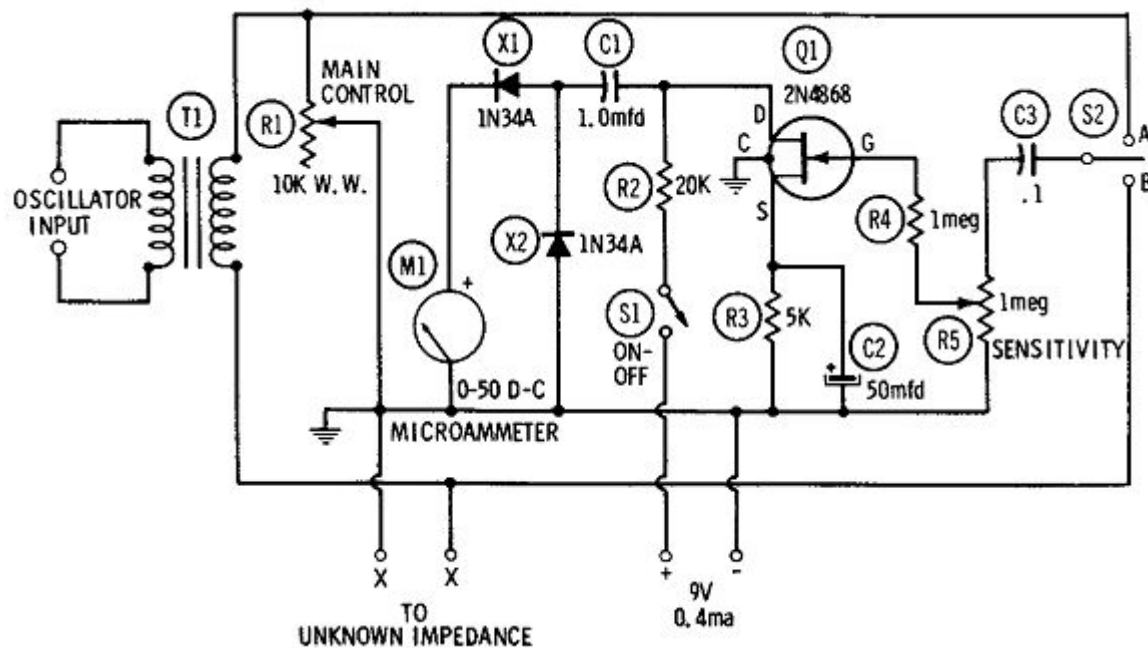 X1
C1
Q1
2N4868
MAIN
CONTROL
1N34A
1.0mfd
D
C
G
S
C3
S2
A
B
.1
T1
R1
10K W.W.
OSCILLATOR
INPUT
R2
20K
R4
1meg
X2
1N34A
M1
+
S1
ON-
OFF
R3
5K
C2
+
50mfd
R5
1meg
SENSITIVITY
0-50 D-C
MICROAMMETER
X
X
+
-
TO
UNKNOWN IMPEDANCE
9V
0.4ma